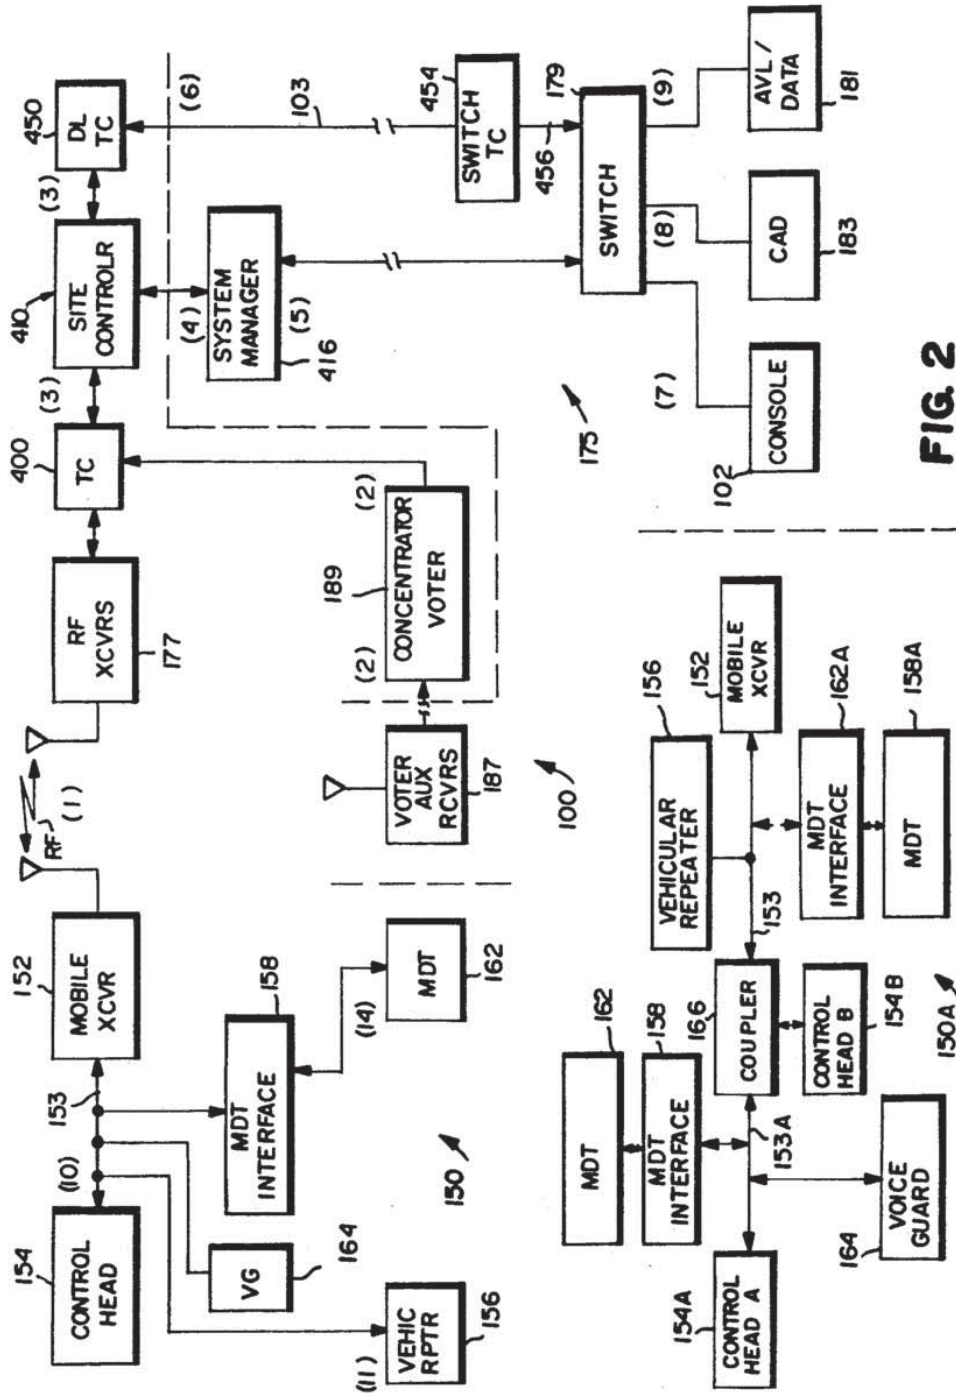 154
CONTROL
HEAD
(10)
153
152
MOBILE
XCVR
RF
(1)
177
RF
XCVRS
400
TC
(3)
410
SITE
CONTROLR
(3)
450
DL
TC
(6)
103
(4)
SYSTEM
MANAGER
(5)
416
164
VG
(11)
VEHIC
RPTR
156
158
MDT
INTERFACE
(14)
MDT
162
150
VOTER
AUX
RCVRS
187
(2)
189
CONCENTRATOR
VOTER
(2)
100
175
454
SWITCH
TC
456
179
SWITCH
(7)
(8)
(9)
102
CONSOLE
CAD
183
AVL/
DATA
181
154A
CONTROL
HEAD A
162
MDT
158
MDT
INTERFACE
153A
164
VOICE
GUARD
166
COUPLER
CONTROL
HEAD B
154B
153
156
VEHICULAR
REPEATER
152
MOBILE
XCVR
162A
MDT
INTERFACE
158A
MDT
150A
FIG. 2